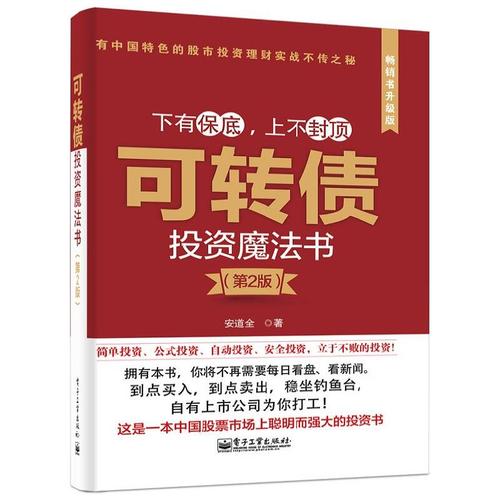 有中国特色的股市投资理财实战不传之秘
畅销书升级版
下有保底，上不封顶
可转债
投资魔法书
（第2版）
安道全 ◎ 著
简单投资、公式投资、自动投资、安全投资，立于不败的投资！
拥有本书，你将不再需要每日看盘、看新闻。
到点买入，到点卖出，稳坐钓鱼台，
自有上市公司为你打工！
这是一本中国股票市场上聪明而强大的投资书
电子工业出版社
可转债
投资魔法书
（第2版）